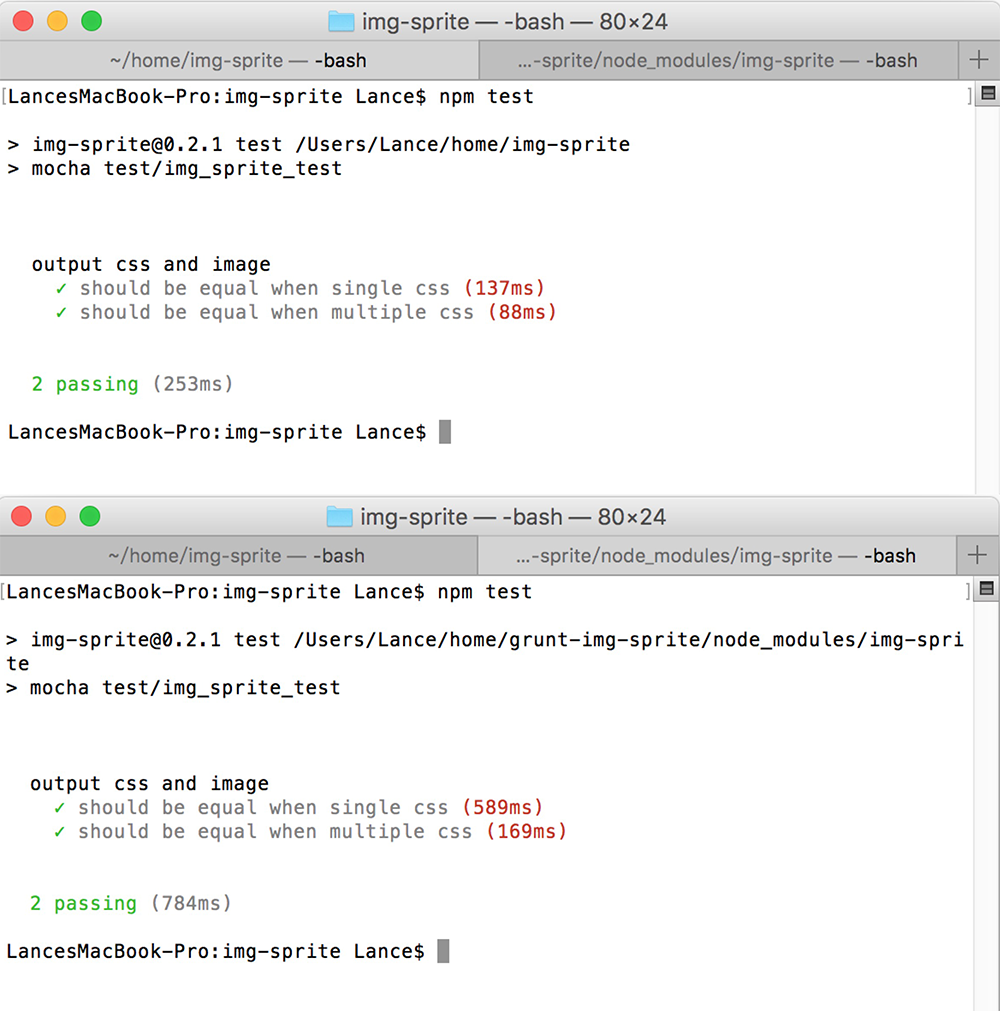 img-sprite — -bash — 80×24
~/home/img-sprite — -bash
...-sprite/node_modules/img-sprite — -bash
[LancesMacBook-Pro:img-sprite Lance$ npm test ]
> img-sprite@0.2.1 test /Users/Lance/home/img-sprite
> mocha test/img_sprite_test
output css and image
✓ should be equal when single css (137ms)
✓ should be equal when multiple css (88ms)
2 passing (253ms)
LancesMacBook-Pro:img-sprite Lance$
img-sprite — -bash — 80×24
~/home/img-sprite — -bash
...-sprite/node_modules/img-sprite — -bash
[LancesMacBook-Pro:img-sprite Lance$ npm test ]
> img-sprite@0.2.1 test /Users/Lance/home/grunt-img-sprite/node_modules/img-spri
te
> mocha test/img_sprite_test
output css and image
✓ should be equal when single css (589ms)
✓ should be equal when multiple css (169ms)
2 passing (784ms)
LancesMacBook-Pro:img-sprite Lance$